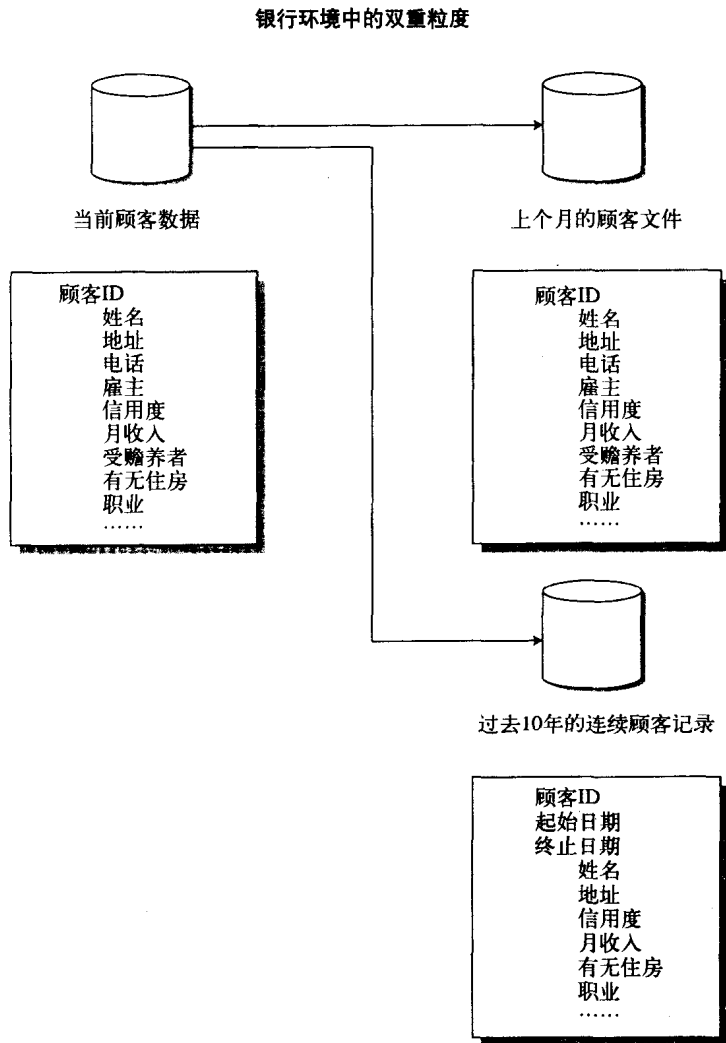 银行环境中的双重粒度
当前顾客数据
上个月的顾客文件
顾客ID
姓名
地址
电话
雇主
信用度
月收入
受赡养者
有无住房
职业
……
顾客ID
姓名
地址
电话
雇主
信用度
月收入
受赡养者
有无住房
职业
……
过去10年的连续顾客记录
顾客ID
起始日期
终止日期
姓名
地址
信用度
月收入
有无住房
职业
……